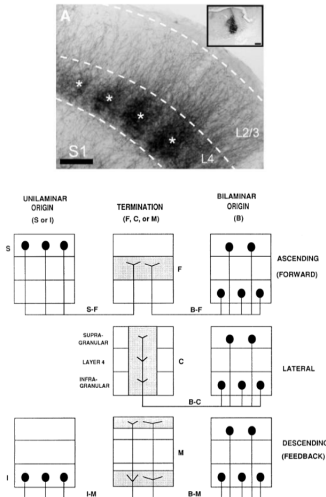 A
L2/3
L4
S1
UNILAMINAR
ORIGIN
(S or I)
TERMINATION
(F, C, or M)
BILAMINAR
ORIGIN
(B)
S
F
ASCENDING
(FORWARD)
S-F
B-F
SUPRA-
GRANULAR
LAYER 4
INFRA-
GRANULAR
C
LATERAL
B-C
M
DESCENDING
(FEEDBACK)
I
I-M
B-M